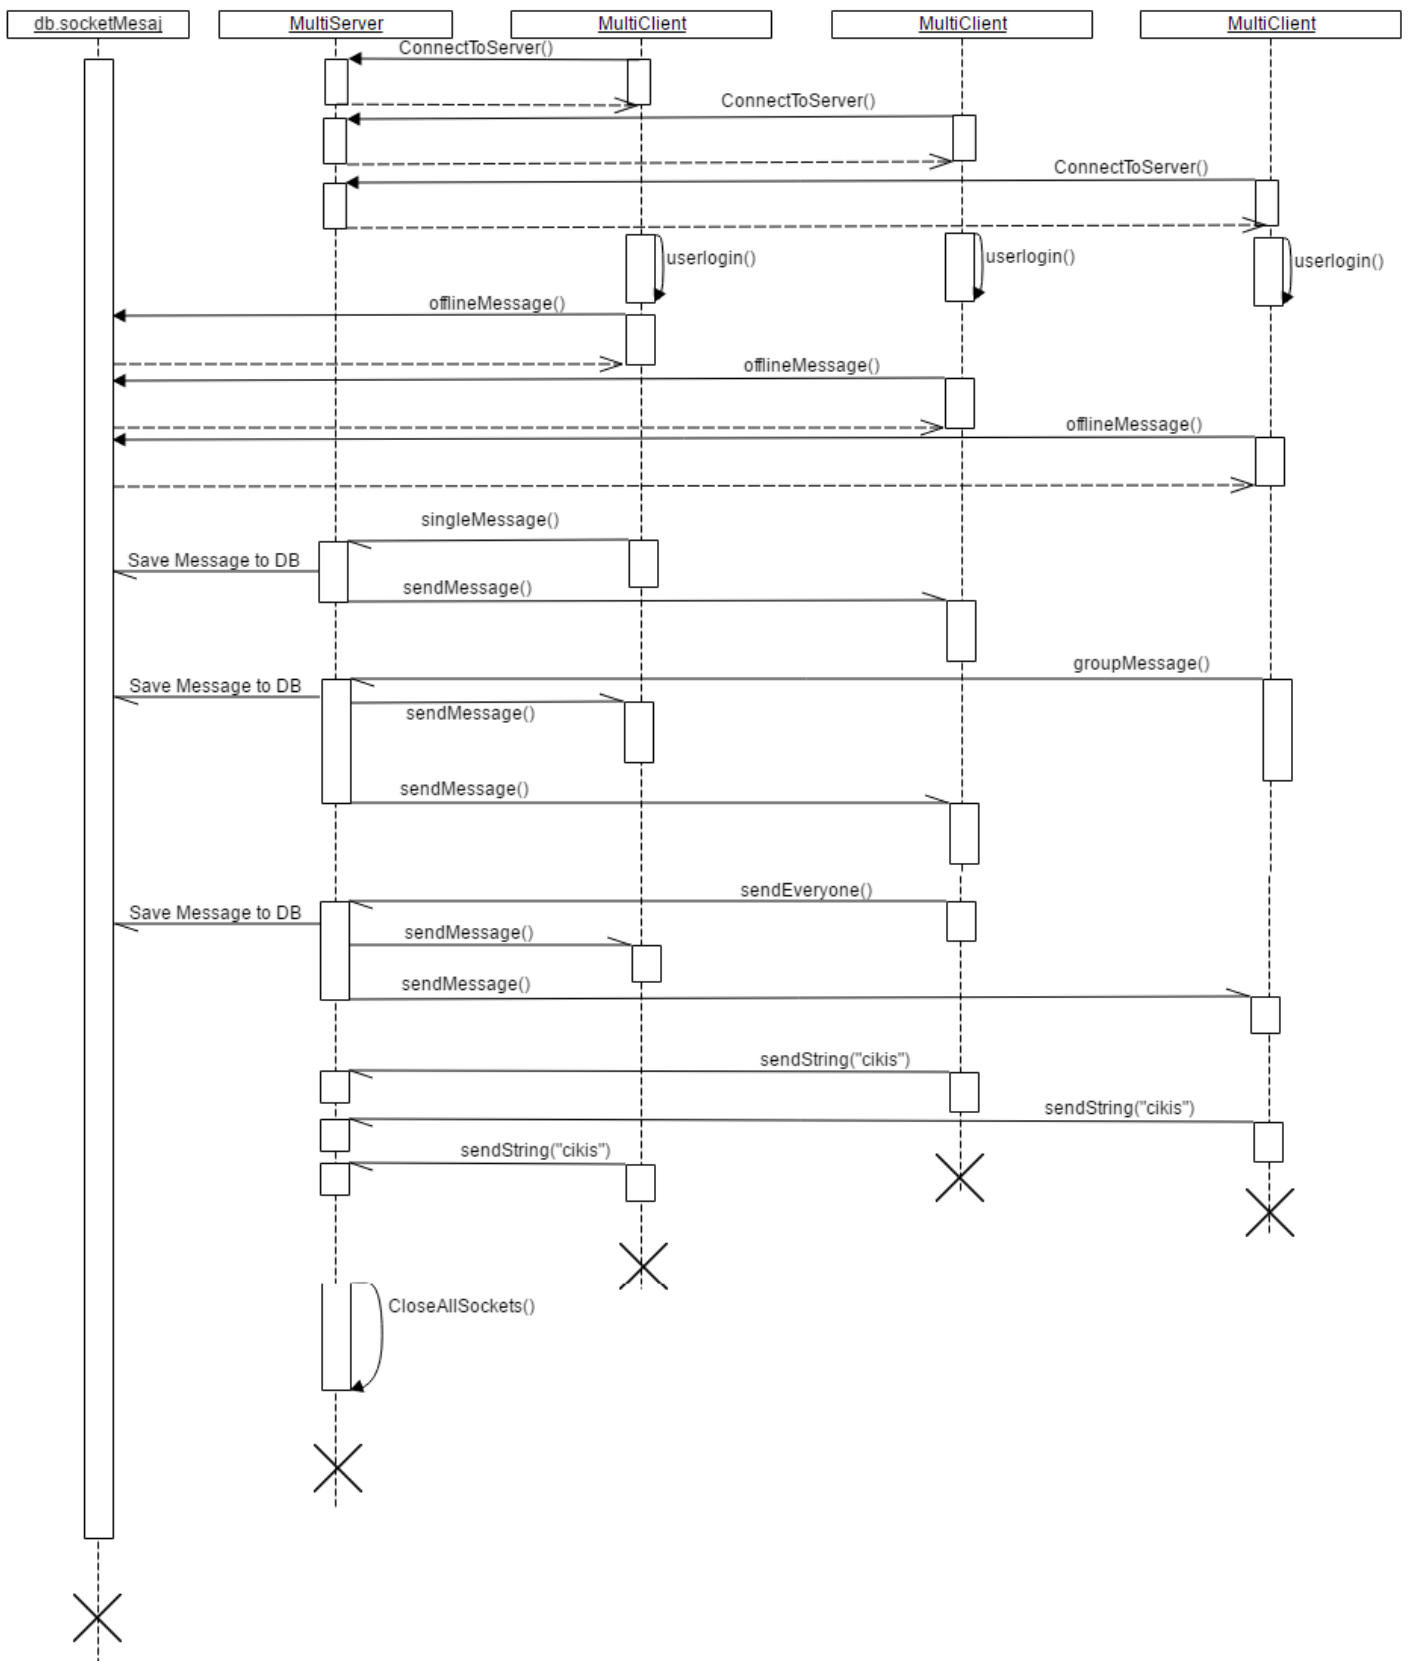 db.socketMesaj
MultiServer
MultiClient
MultiClient
MultiClient
ConnectToServer()
ConnectToServer()
ConnectToServer()
userlogin()
userlogin()
userlogin()
offlineMessage()
offlineMessage()
offlineMessage()
singleMessage()
Save Message to DB
sendMessage()
groupMessage()
Save Message to DB
sendMessage()
sendMessage()
sendEveryone()
Save Message to DB
sendMessage()
sendMessage()
sendString("cikis")
sendString("cikis")
sendString("cikis")
CloseAllSockets()